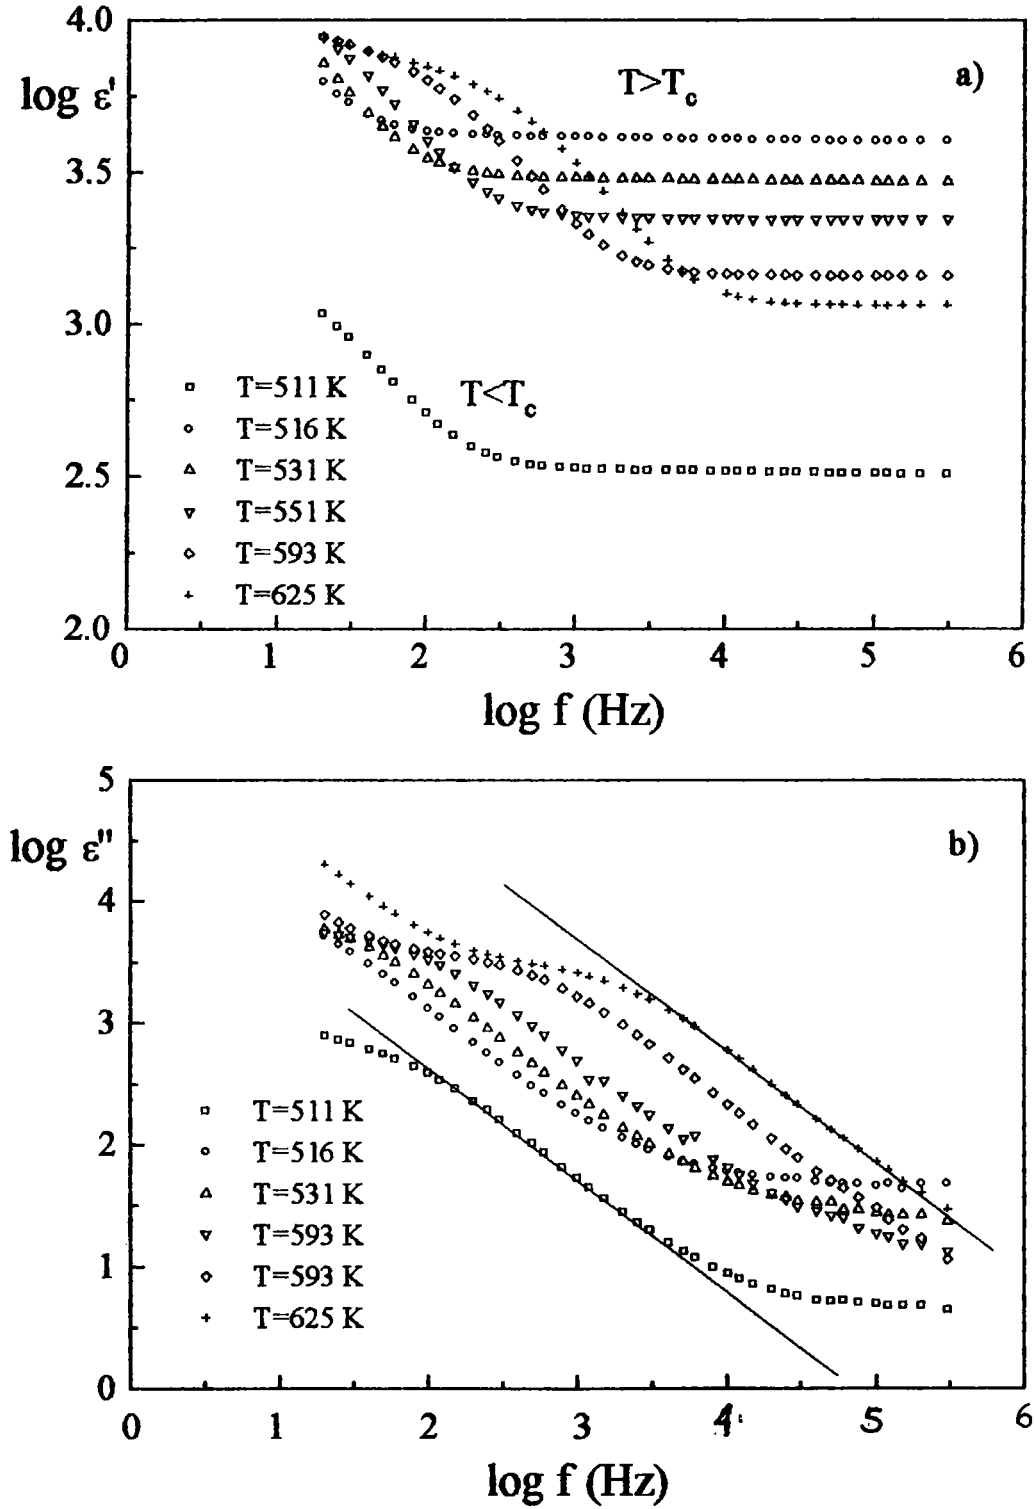 4.0
log ε'
T>Tc
a)
3.5
3.0
T=511 K
T<Tc
T=516 K
T=531 K
2.5
T=551 K
T=593 K
T=625 K
2.0
0 1 2 3 4 5 6
log f (Hz)
5
log ε"
b)
4
3
T=511 K
2
T=516 K
T=531 K
T=593 K
1
T=593 K
T=625 K
0
0 1 2 3 4 5 6
log f (Hz)